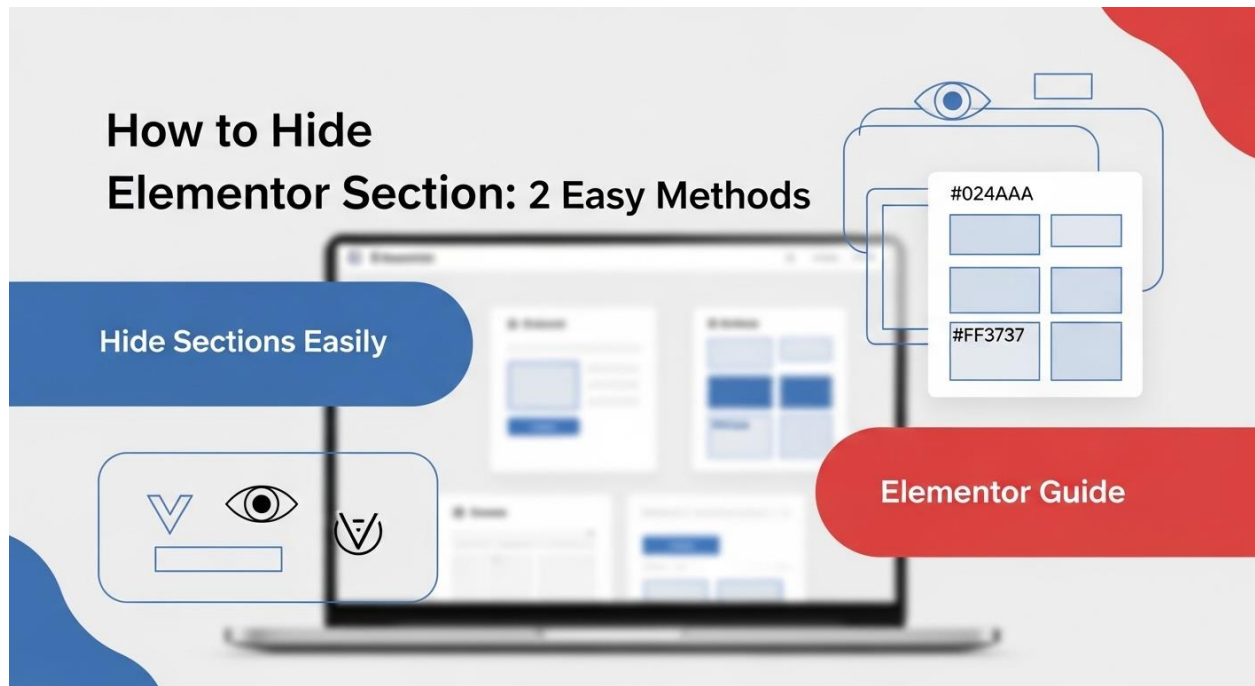 How to Hide
Elementor Section: 2 Easy Methods
#024AAA
#FF3737
Hide Sections Easily
Elementor Guide